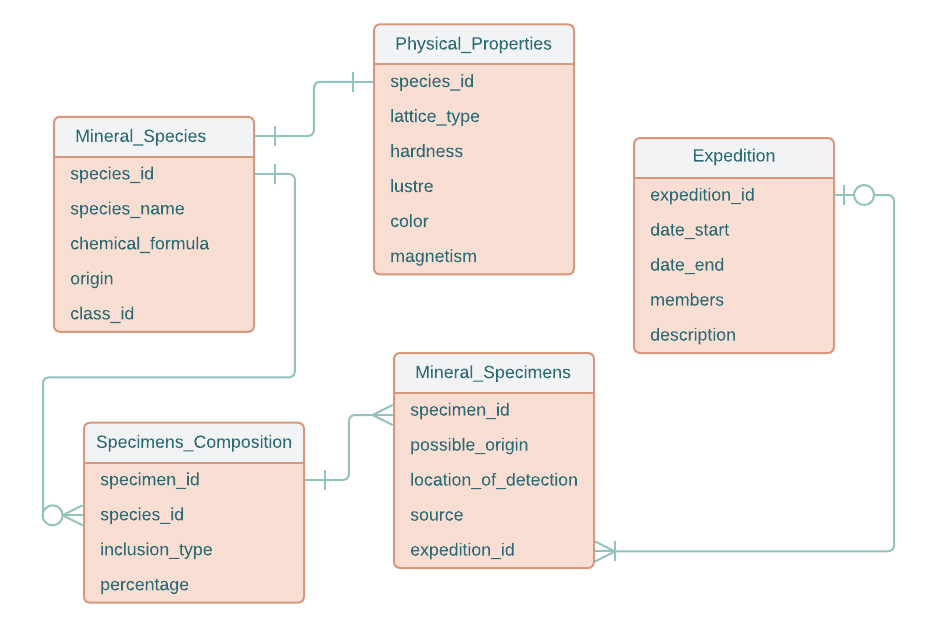 Physical_Properties
species_id
lattice_type
hardness
lustre
color
magnetism
Mineral_Species
species_id
species_name
chemical_formula
origin
class_id
Expedition
expedition_id
date_start
date_end
members
description
Mineral_Specimens
specimen_id
possible_origin
location_of_detection
source
expedition_id
Specimens_Composition
specimen_id
species_id
inclusion_type
percentage